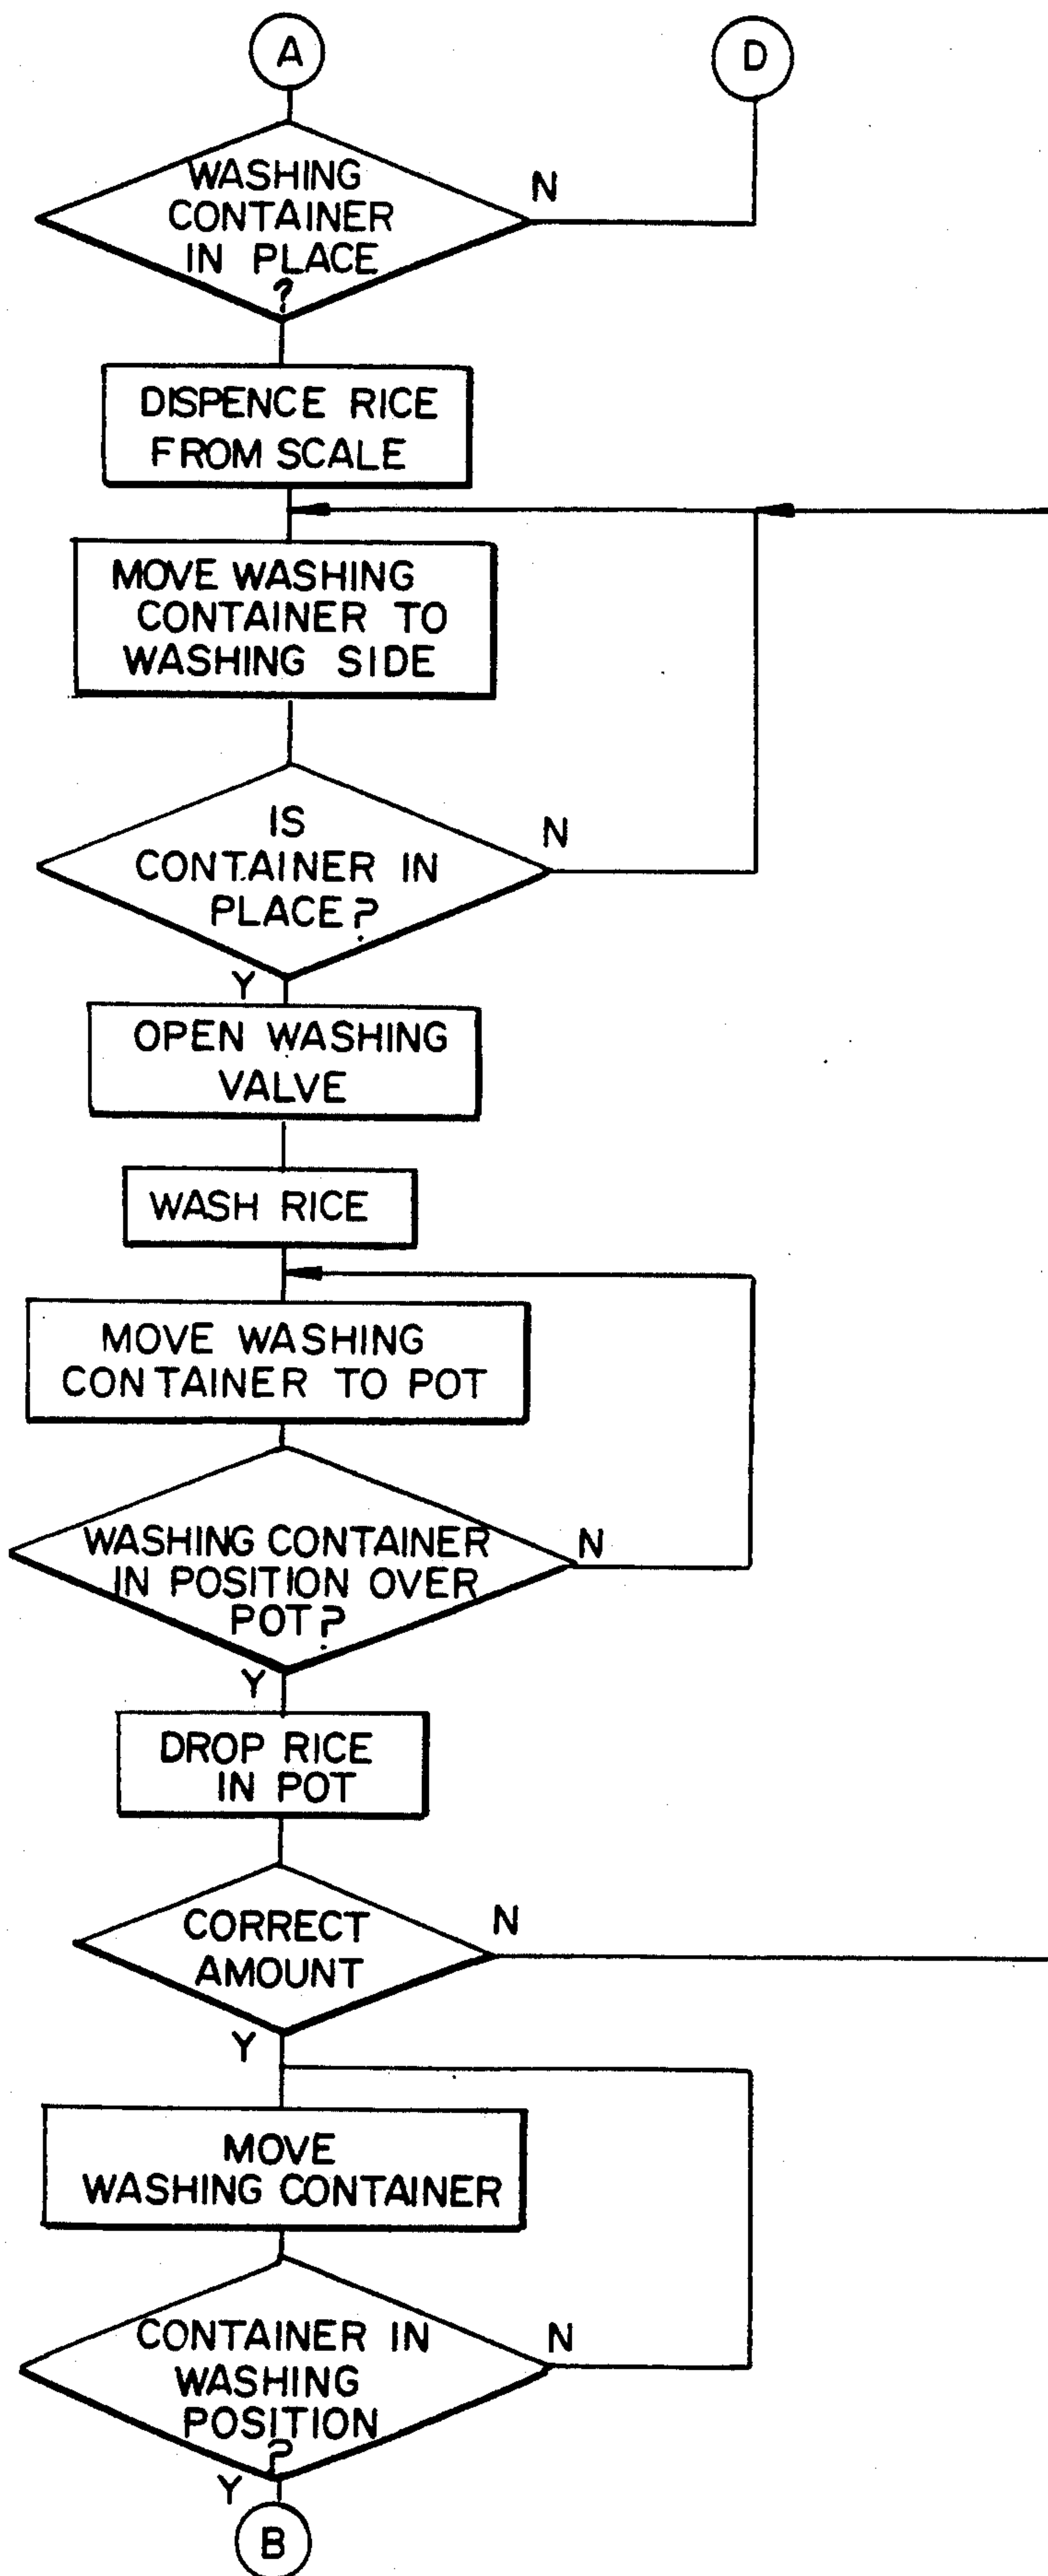 A
D
WASHING
CONTAINER
IN PLACE
?
N
DISPENCE RICE
FROM SCALE
MOVE WASHING
CONTAINER TO
WASHING SIDE
IS
CONTAINER IN
PLACE?
N
Y
OPEN WASHING
VALVE
WASH RICE
MOVE WASHING
CONTAINER TO POT
WASHING CONTAINER
IN POSITION OVER
POT?
N
Y
DROP RICE
IN POT
CORRECT
AMOUNT
N
Y
MOVE
WASHING CONTAINER
CONTAINER IN
WASHING
POSITION
?
N
Y
B